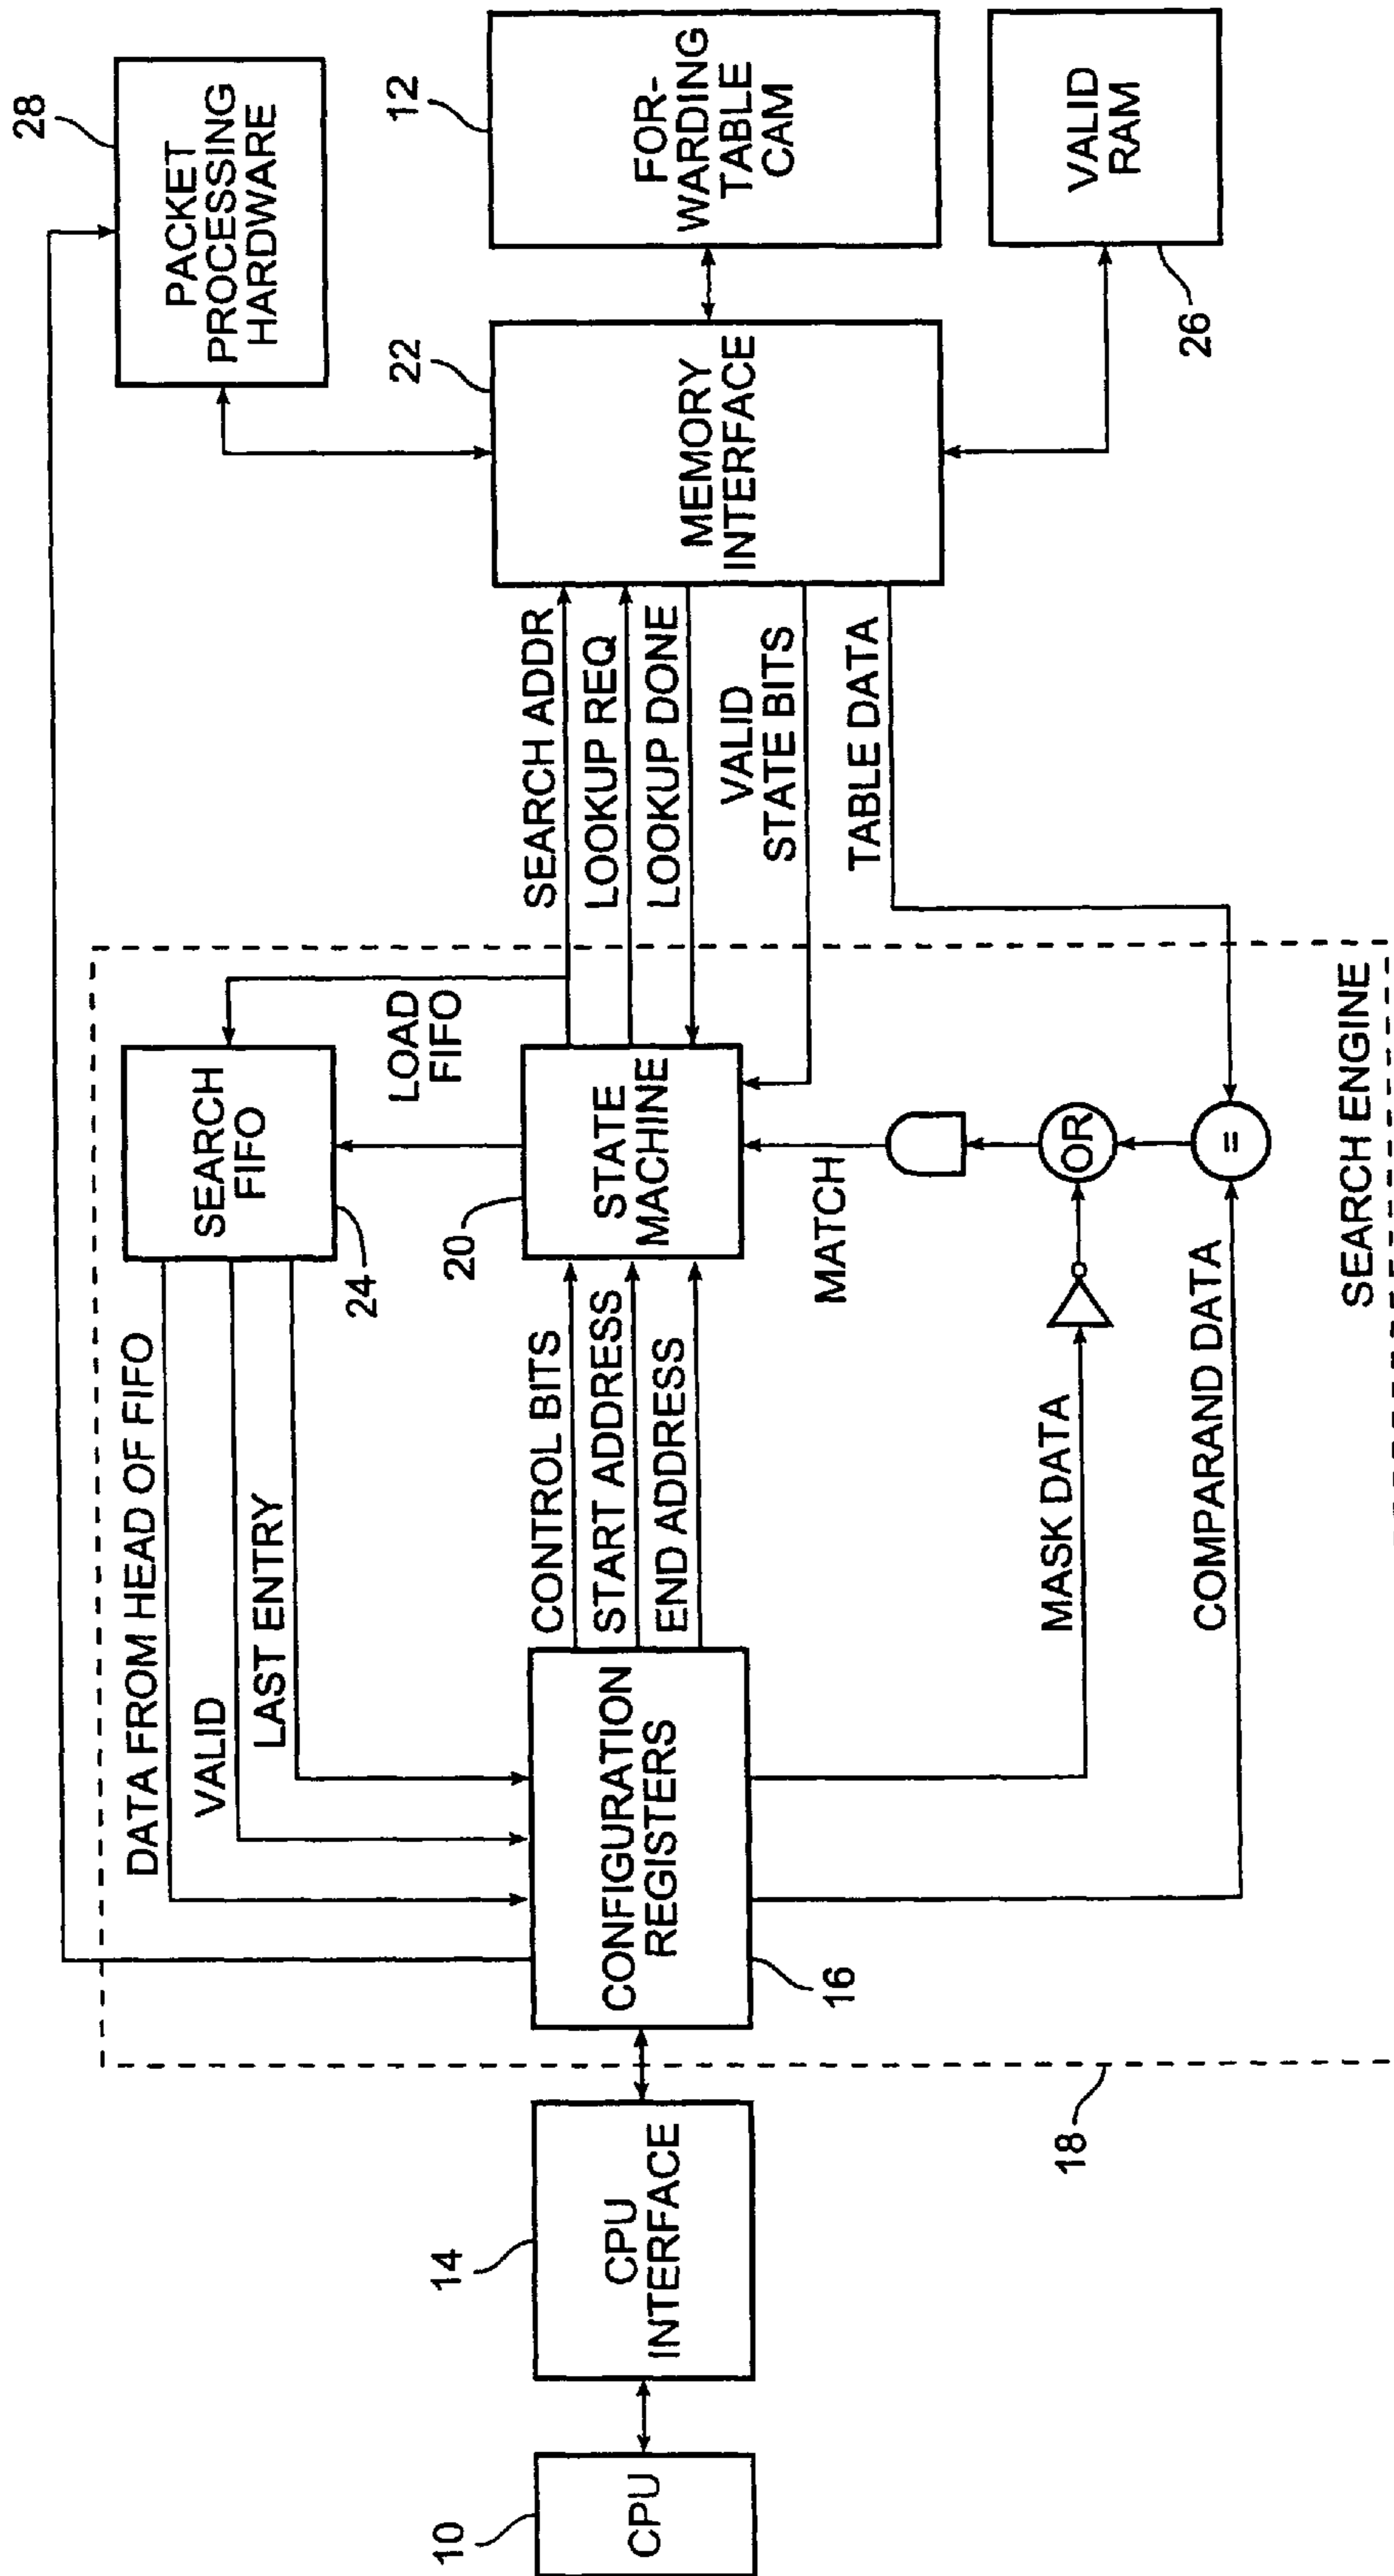 28
PACKET
PROCESSING
HARDWARE
12
FOR-
WARDING
TABLE
CAM
VALID
RAM
26
22
MEMORY
INTERFACE
SEARCH ADDR
LOOKUP REQ
LOOKUP DONE
VALID
STATE BITS
TABLE DATA
LOAD
FIFO
SEARCH
FIFO
24
STATE
MACHINE
20
MATCH
OR
=
SEARCH ENGINE
DATA FROM HEAD OF FIFO
VALID
LAST ENTRY
CONTROL BITS
START ADDRESS
END ADDRESS
MASK DATA
COMPARAND DATA
CONFIGURATION
REGISTERS
16
18
14
CPU
INTERFACE
10
CPU